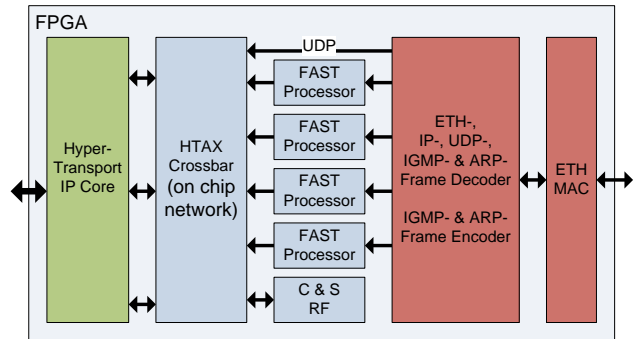 FPGA
Hyper-
Transport
IP Core
HTAX
Crossbar
(on chip
network)
UDP
FAST
Processor
FAST
Processor
FAST
Processor
FAST
Processor
C & S
RF
ETH-,
IP-, UDP-,
IGMP- & ARP-
Frame Decoder
IGMP- & ARP-
Frame Encoder
ETH
MAC